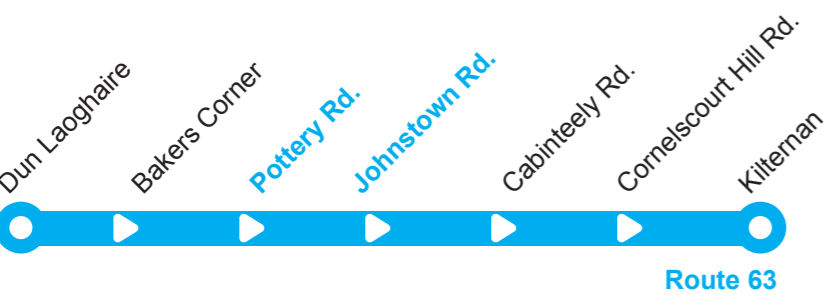 Dun Laoghaire
Bakers Corner
Pottery Rd.
Johnstown Rd.
Cabinteely Rd.
Cornelscourt Hill Rd.
Kilternan
Route 63